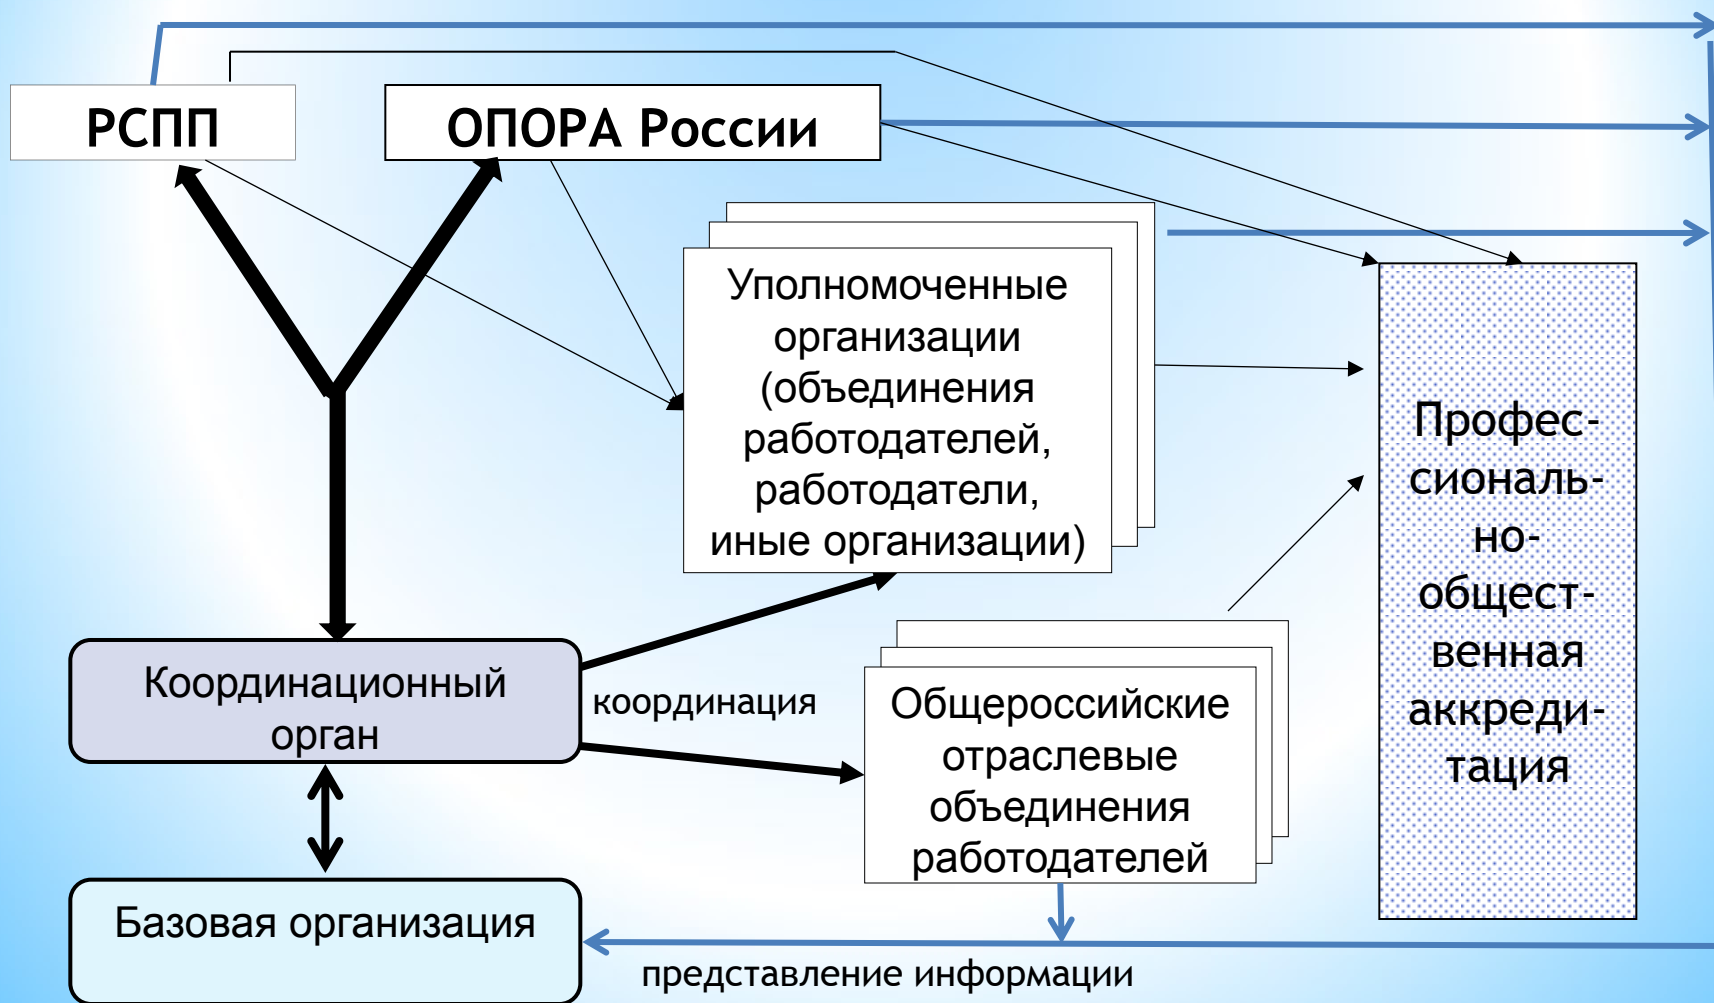 РСПП
ОПОРА России
Уполномоченные
организации
(объединения
работодателей,
работодатели,
иные организации)
Профес-
сиональ-
но-
общест-
венная
аккреди-
тация
Координационный
орган
координация
Общероссийские
отраслевые
объединения
работодателей
Базовая организация
представление информации